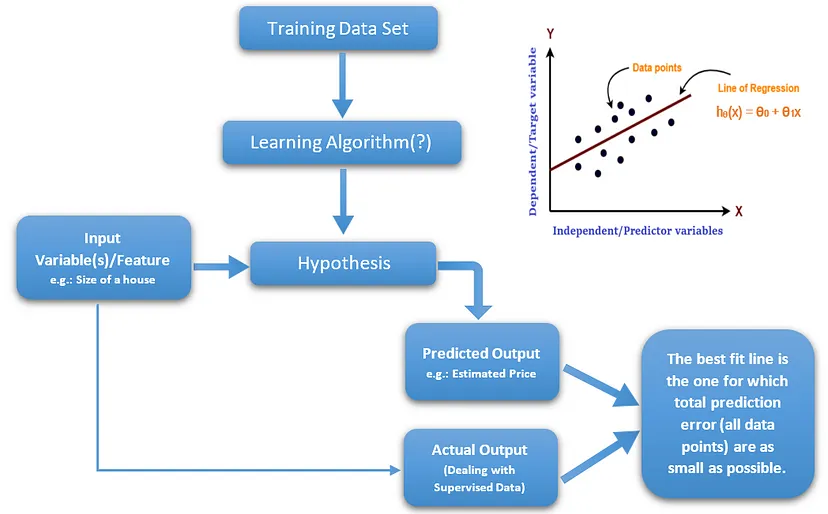 Training Data Set
Learning Algorithm(?)
Input
Variable(s)/Feature
e.g.: Size of a house
Hypothesis
Predicted Output
e.g.: Estimated Price
Actual Output
(Dealing with
Supervised Data)
The best fit line is
the one for which
total prediction
error (all data
points) are as
small as possible.
Y
Dependent/Target variable
Data points
Line of Regression
hθ(x) = θ0 + θ1x
X
Independent/Predictor variables